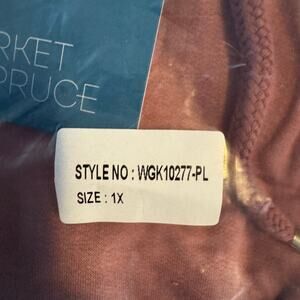 RKET
PRUCE
STYLE NO : WGK10277-PL
SIZE : 1X